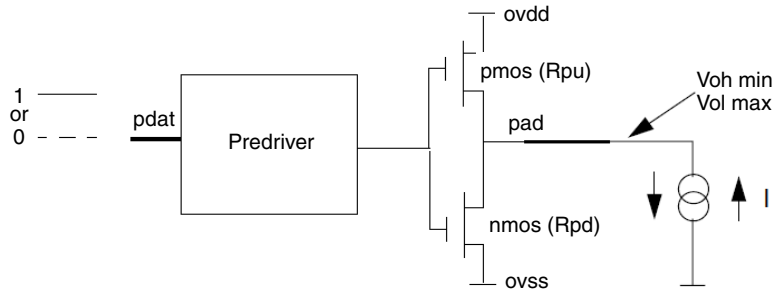 ovdd
pmos (Rpu)
Voh min
Vol max
1
or
0
pdat
Predriver
pad
nmos (Rpd)
I
ovss